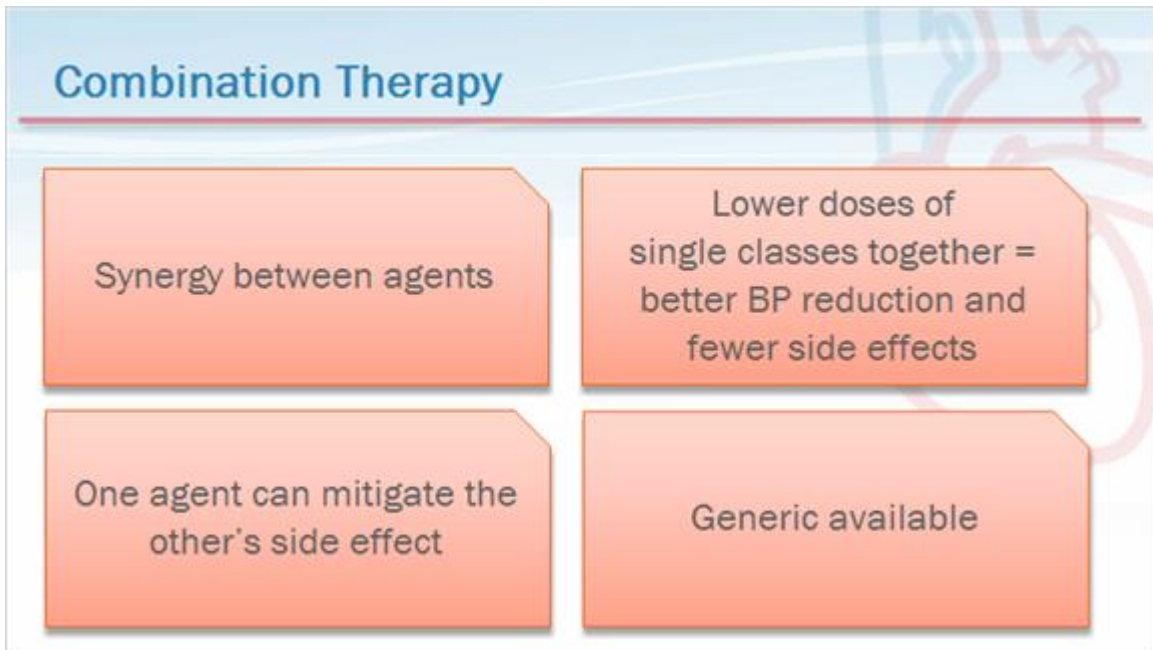 Combination Therapy
Synergy between agents
Lower doses of
single classes together =
better BP reduction and
fewer side effects
One agent can mitigate the
other's side effect
Generic available